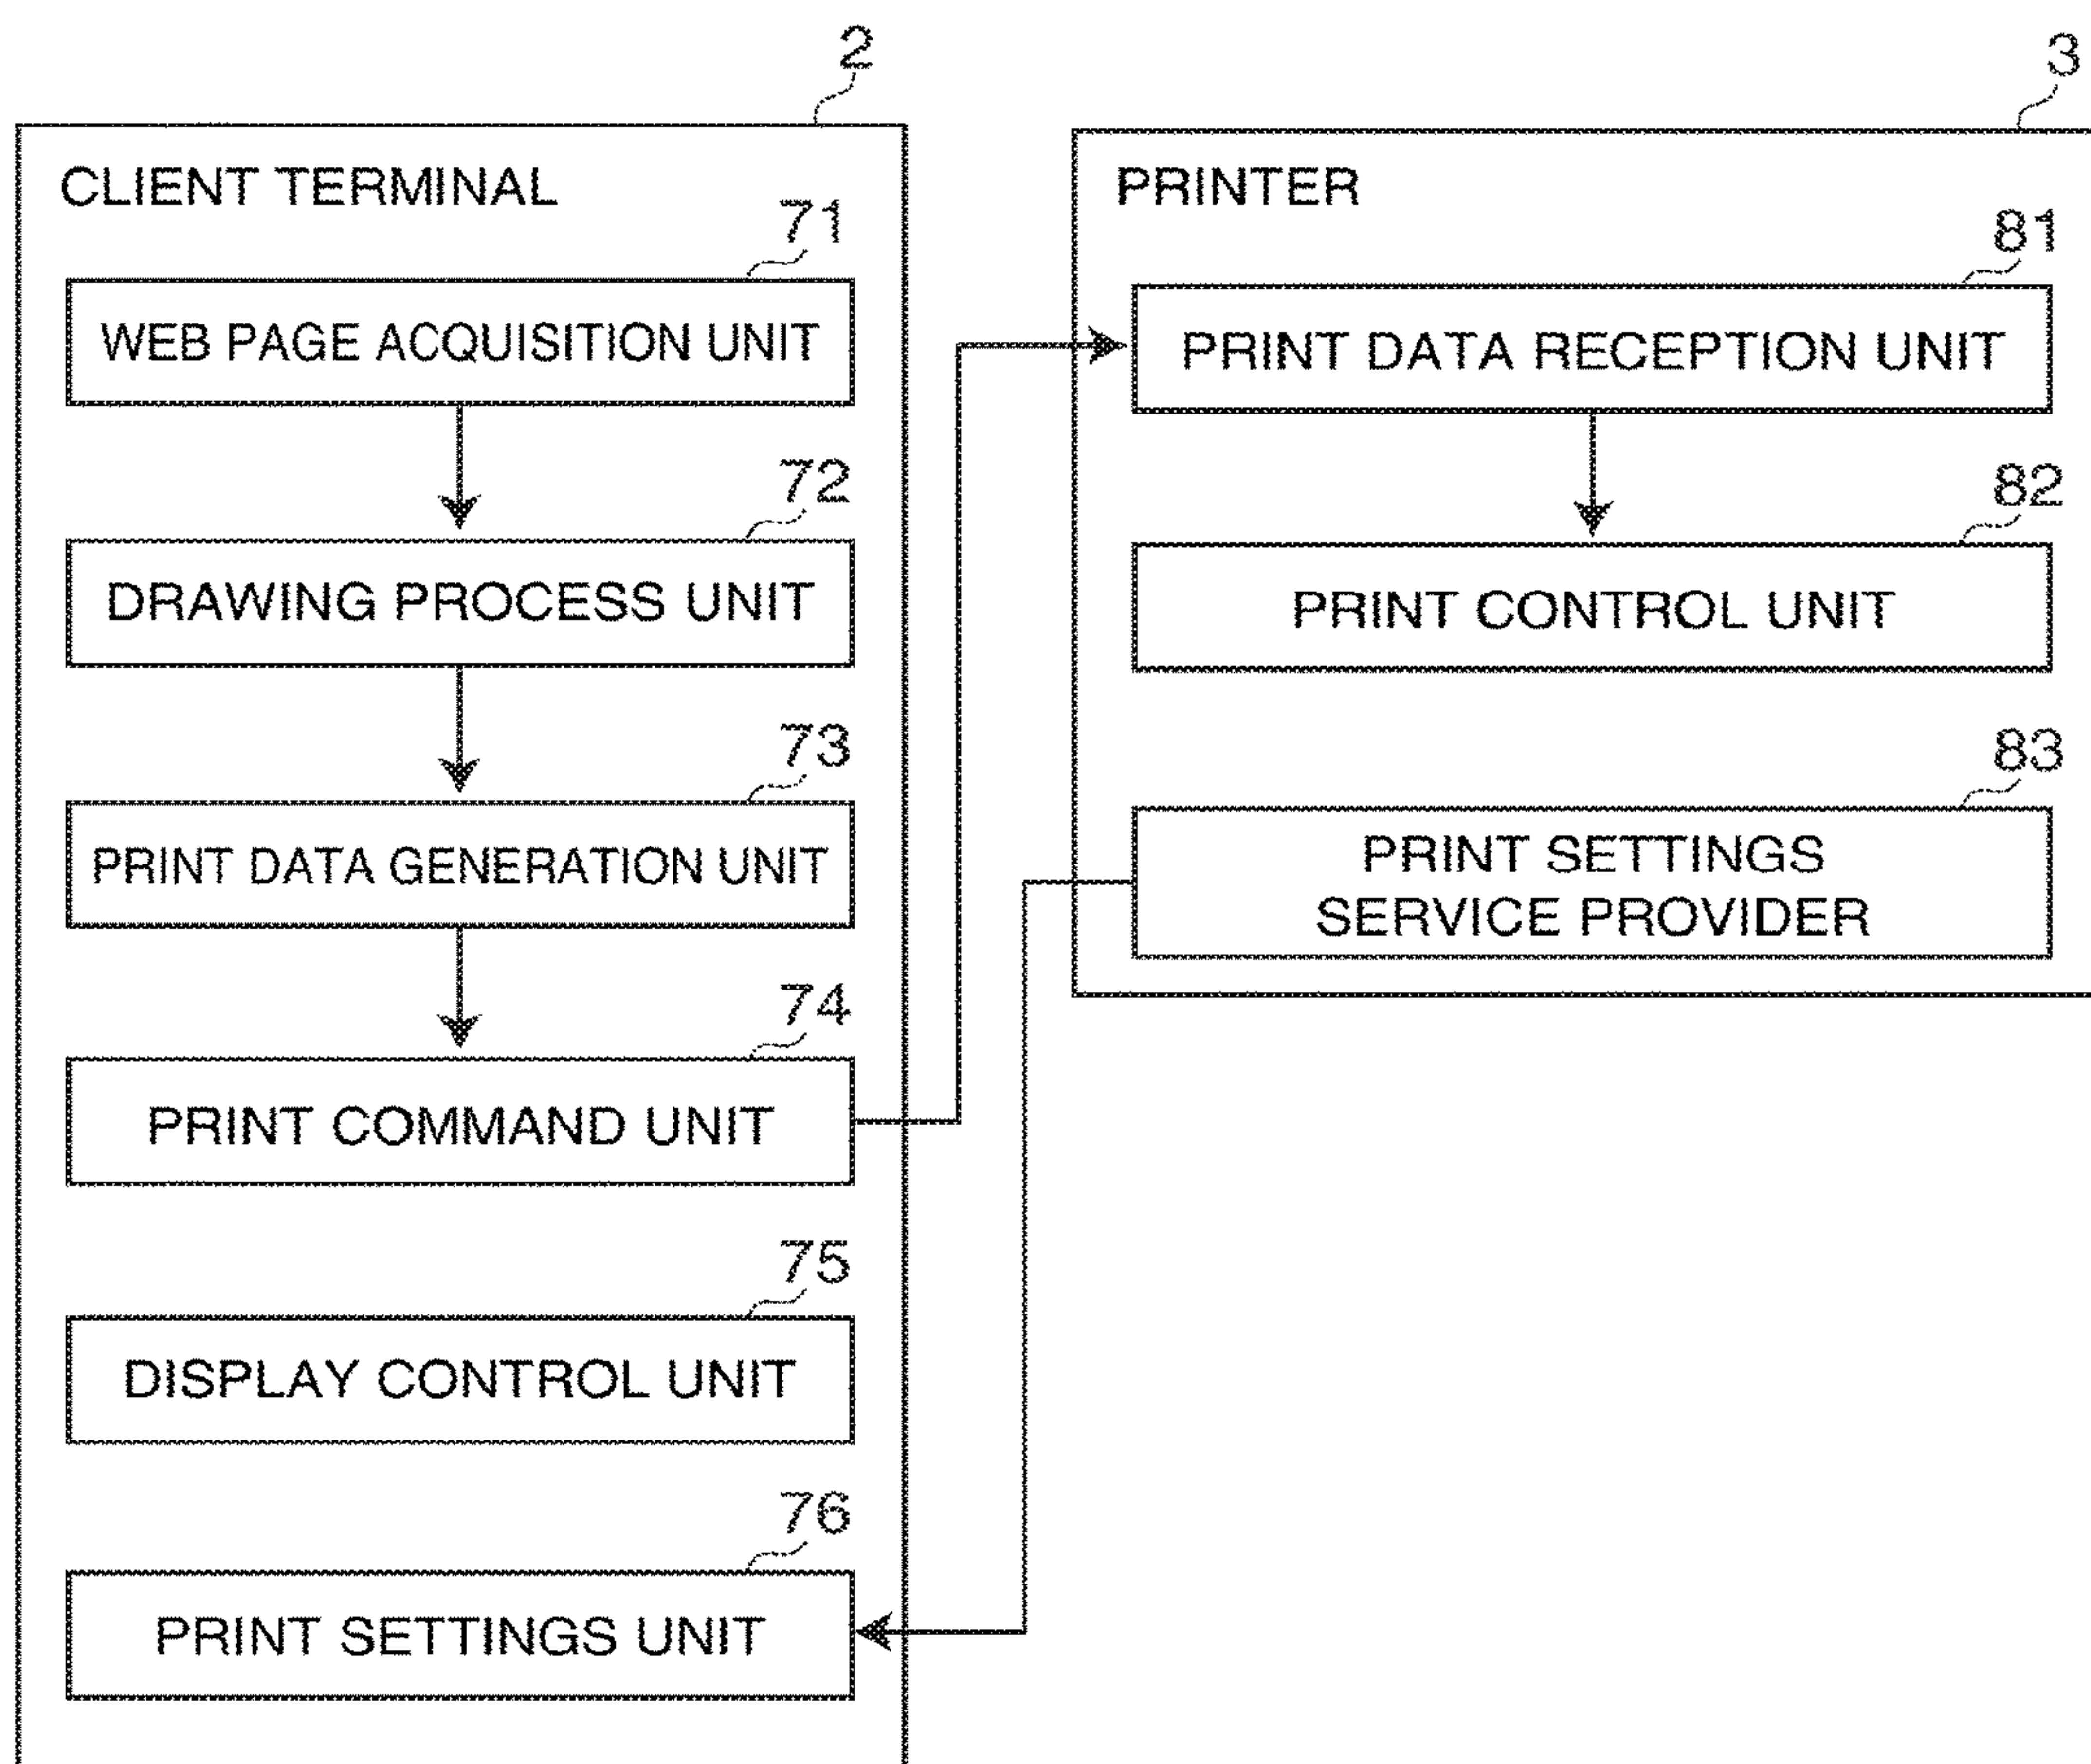 2
CLIENT TERMINAL
71
WEB PAGE ACQUISITION UNIT
72
DRAWING PROCESS UNIT
73
PRINT DATA GENERATION UNIT
74
PRINT COMMAND UNIT
75
DISPLAY CONTROL UNIT
76
PRINT SETTINGS UNIT
3
PRINTER
81
PRINT DATA RECEPTION UNIT
82
PRINT CONTROL UNIT
83
PRINT SETTINGS
SERVICE PROVIDER